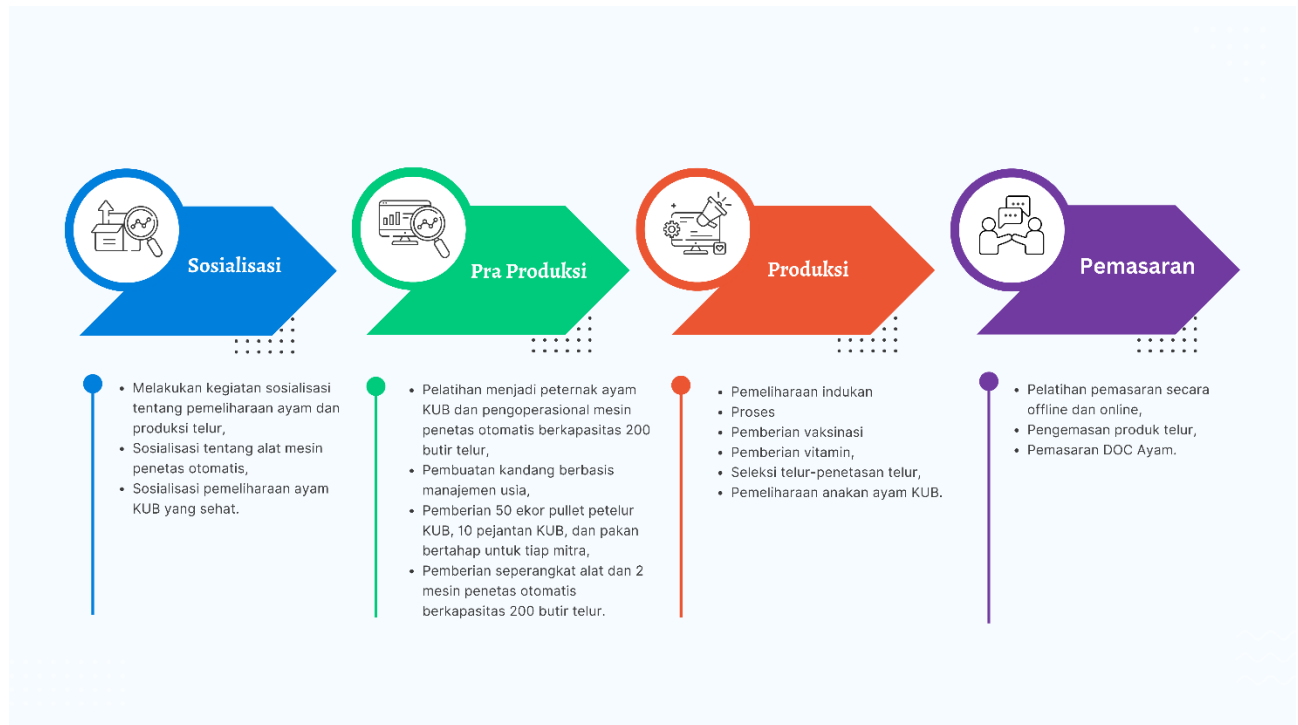 Sosialisasi
Pra Produksi
Produksi
Pemasaran
• Melakukan kegiatan sosialisasi
tentang pemeliharaan ayam dan
produksi telur,
• Sosialisasi tentang alat mesin
penetas otomatis,
• Sosialisasi pemeliharaan ayam
KUB yang sehat.
• Pelatihan menjadi peternak ayam
KUB dan pengoperasional mesin
penetas otomatis berkapasitas 200
butir telur,
• Pembuatan kandang berbasis
manajemen usia,
• Pemberian 50 ekor pullet petelur
KUB, 10 pejantan KUB, dan pakan
bertahap untuk tiap mitra,
• Pemberian seperangkat alat dan 2
mesin penetas otomatis
berkapasitas 200 butir telur.
• Pemeliharaan indukan
• Proses
• Pemberian vaksinasi
• Pemberian vitamin,
• Seleksi telur-penetasan telur,
• Pemeliharaan anakan ayam KUB.
• Pelatihan pemasaran secara
offline dan online,
• Pengemasan produk telur,
• Pemasaran DOC Ayam.